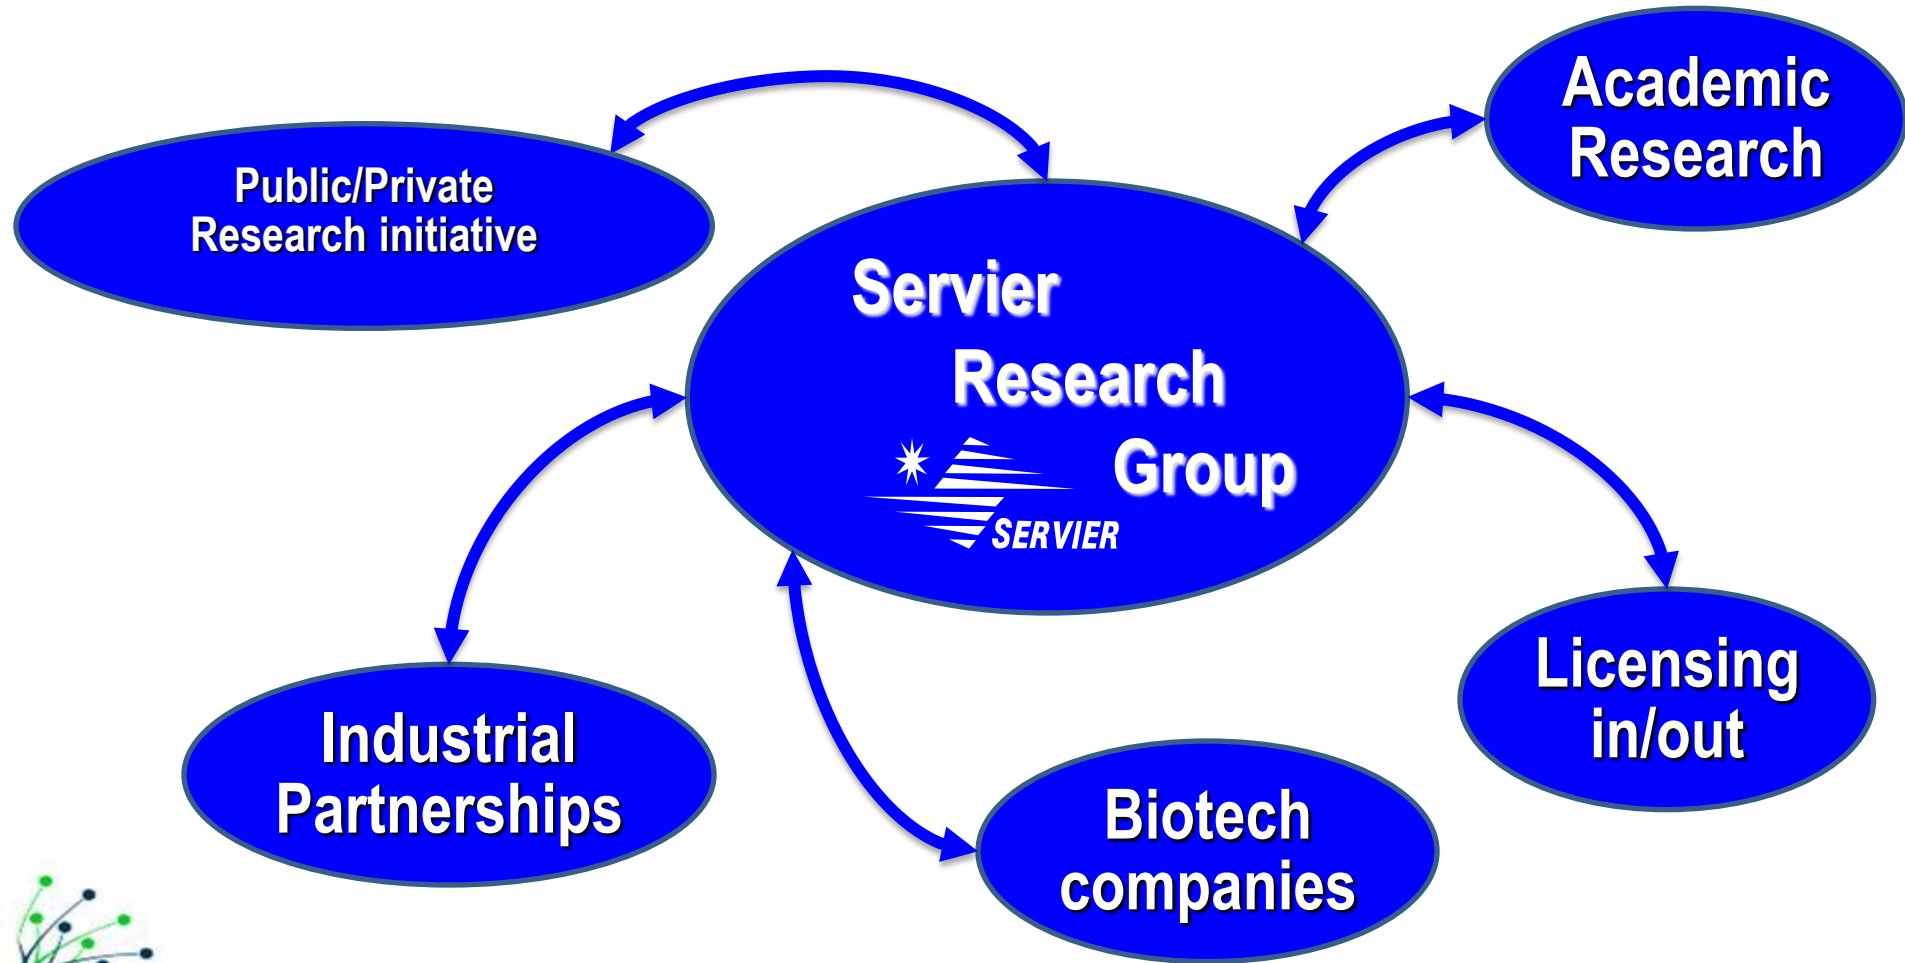 Academic
Research
Public/Private
Research initiative
Servier
Research
Group
SERVIER
Licensing
in/out
Industrial
Partnerships
Biotech
companies